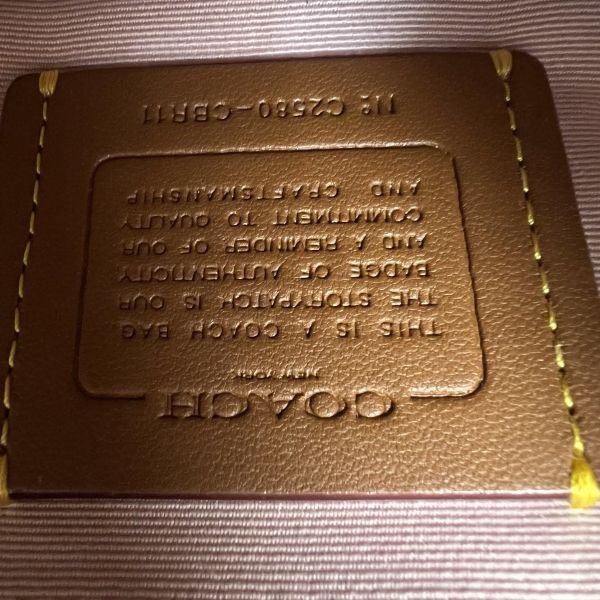 COACH
NEW YORK
THIS IS A COACH BAG.
THE STORYPATCH IS OUR
BADGE OF AUTHENTICITY
AND A REMINDER OF OUR
COMMITMENT TO QUALITY
AND CRAFTSMANSHIP
Nº C2580-CBR11